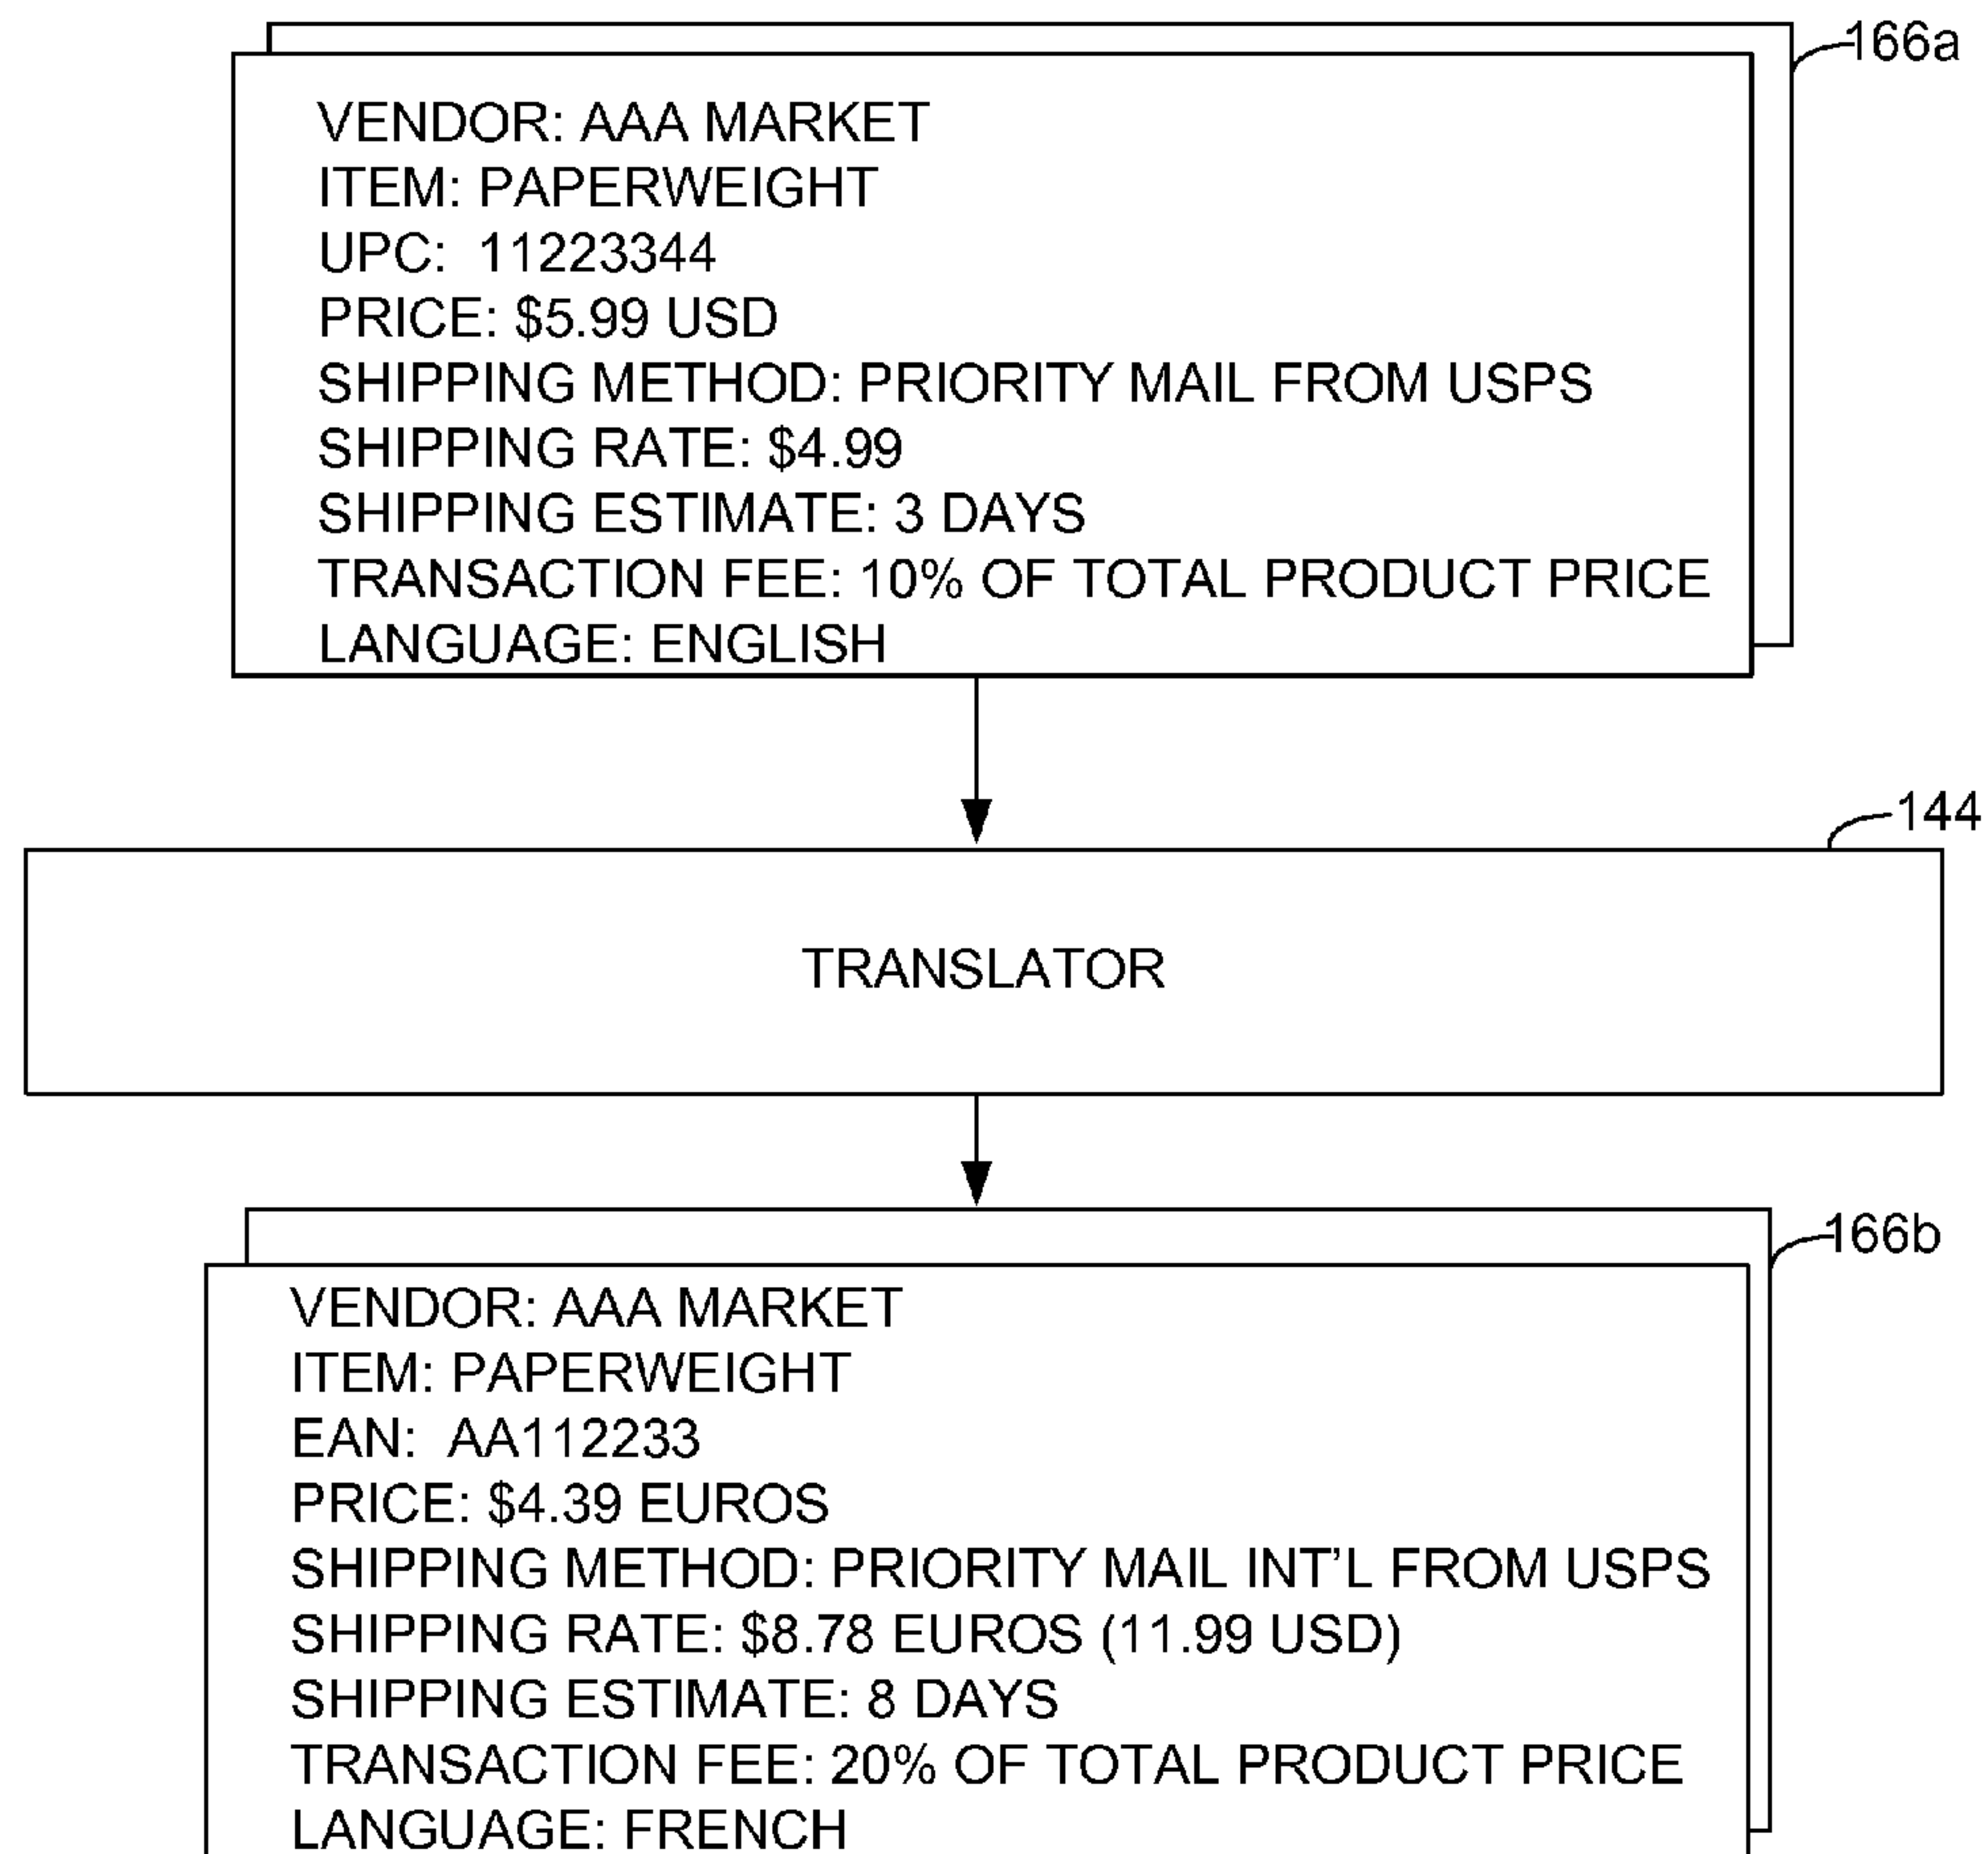 166a
VENDOR: AAA MARKET
ITEM: PAPERWEIGHT
UPC: 11223344
PRICE: $5.99 USD
SHIPPING METHOD: PRIORITY MAIL FROM USPS
SHIPPING RATE: $4.99
SHIPPING ESTIMATE: 3 DAYS
TRANSACTION FEE: 10% OF TOTAL PRODUCT PRICE
LANGUAGE: ENGLISH
144
TRANSLATOR
166b
VENDOR: AAA MARKET
ITEM: PAPERWEIGHT
EAN: AA112233
PRICE: $4.39 EUROS
SHIPPING METHOD: PRIORITY MAIL INT'L FROM USPS
SHIPPING RATE: $8.78 EUROS (11.99 USD)
SHIPPING ESTIMATE: 8 DAYS
TRANSACTION FEE: 20% OF TOTAL PRODUCT PRICE
LANGUAGE: FRENCH